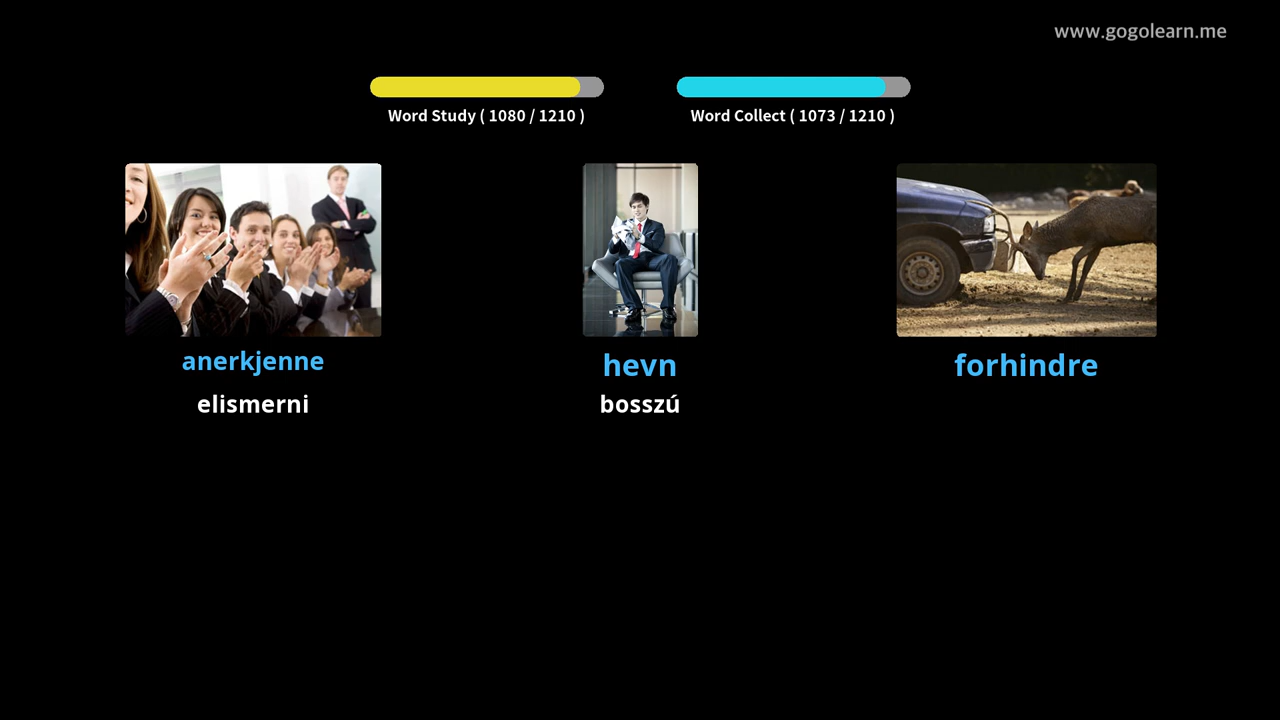 www.gogolearn.me
Word Study ( 1080 / 1210 )
Word Collect ( 1073 / 1210 )
anerkjenne
hevn
forhindre
elismerni
bosszú